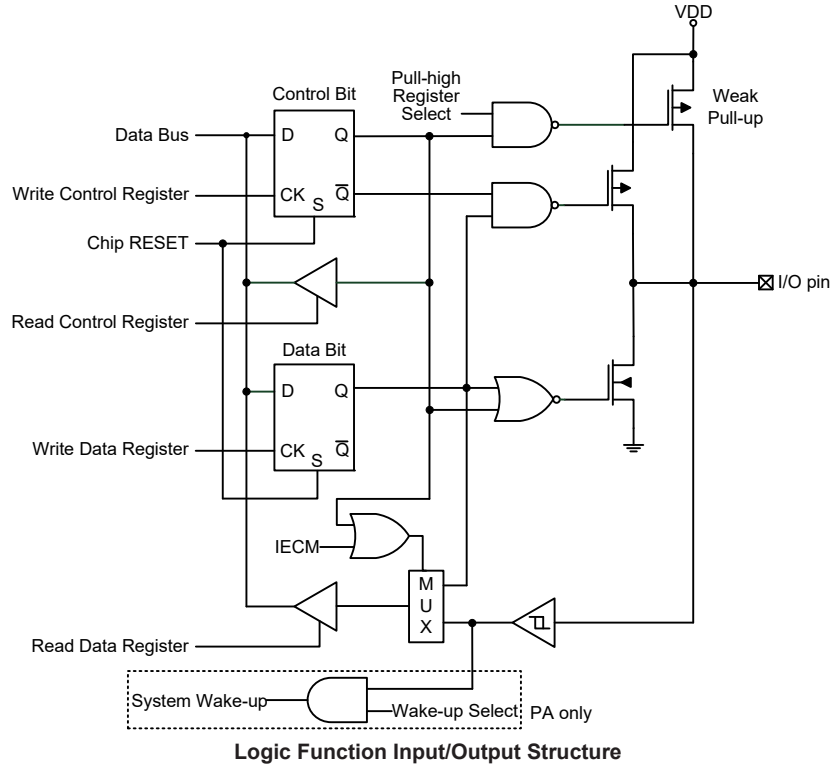 VDD
Pull-high
Register
Select
Weak
Pull-up
Control Bit
Data Bus
D
Q
Write Control Register
CK
S
Q
Chip RESET
I/O pin
Read Control Register
Data Bit
D
Q
Write Data Register
CK
S
Q
IECM
M
U
X
Read Data Register
System Wake-up
Wake-up Select
PA only
Logic Function Input/Output Structure